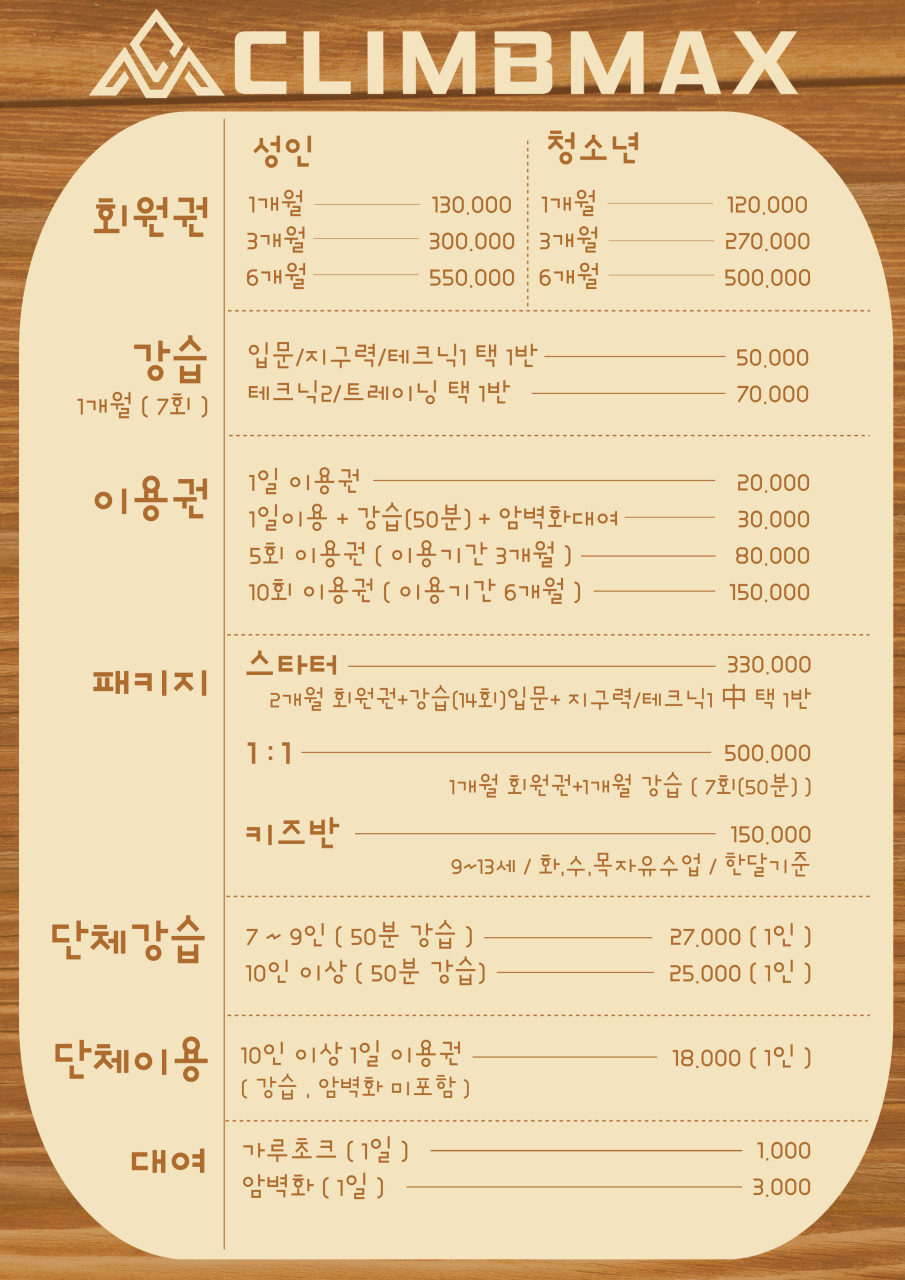 CLIMBMAX
회원권
성인
1개월 130,000
3개월 300,000
6개월 550,000
청소년
1개월 120,000
3개월 270,000
6개월 500,000
강습
1개월 ( 7회 )
입문/지구력/테크닉1 택 1반 50,000
테크닉2/트레이닝 택 1반 70,000
이용권
1일 이용권 20,000
1일이용 + 강습(50분) + 암벽화대여 30,000
5회 이용권 ( 이용기간 3개월 ) 80,000
10회 이용권 ( 이용기간 6개월 ) 150,000
패키지
스타터 330,000
2개월 회원권+강습(14회)입문+ 지구력/테크닉1 中 택 1반
1 : 1 500,000
1개월 회원권+1개월 강습 ( 7회(50분) )
키즈반 150,000
9~13세 / 화,수,목자유수업 / 한달기준
단체강습
7 ~ 9인 ( 50분 강습 ) 27,000 ( 1인 )
10인 이상 ( 50분 강습) 25,000 ( 1인 )
단체이용
10인 이상 1일 이용권 18,000 ( 1인 )
( 강습 , 암벽화 미포함 )
대여
가루초크 ( 1일 ) 1,000
암벽화 ( 1일 ) 3,000